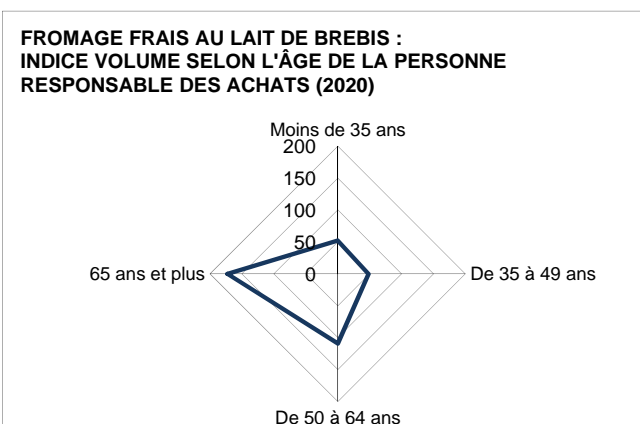 FROMAGE FRAIS AU LAIT DE BREBIS :
INDICE VOLUME SELON L'ÂGE DE LA PERSONNE
RESPONSABLE DES ACHATS (2020)
Moins de 35 ans
200
150
100
50
0
65 ans et plus
De 35 à 49 ans
De 50 à 64 ans